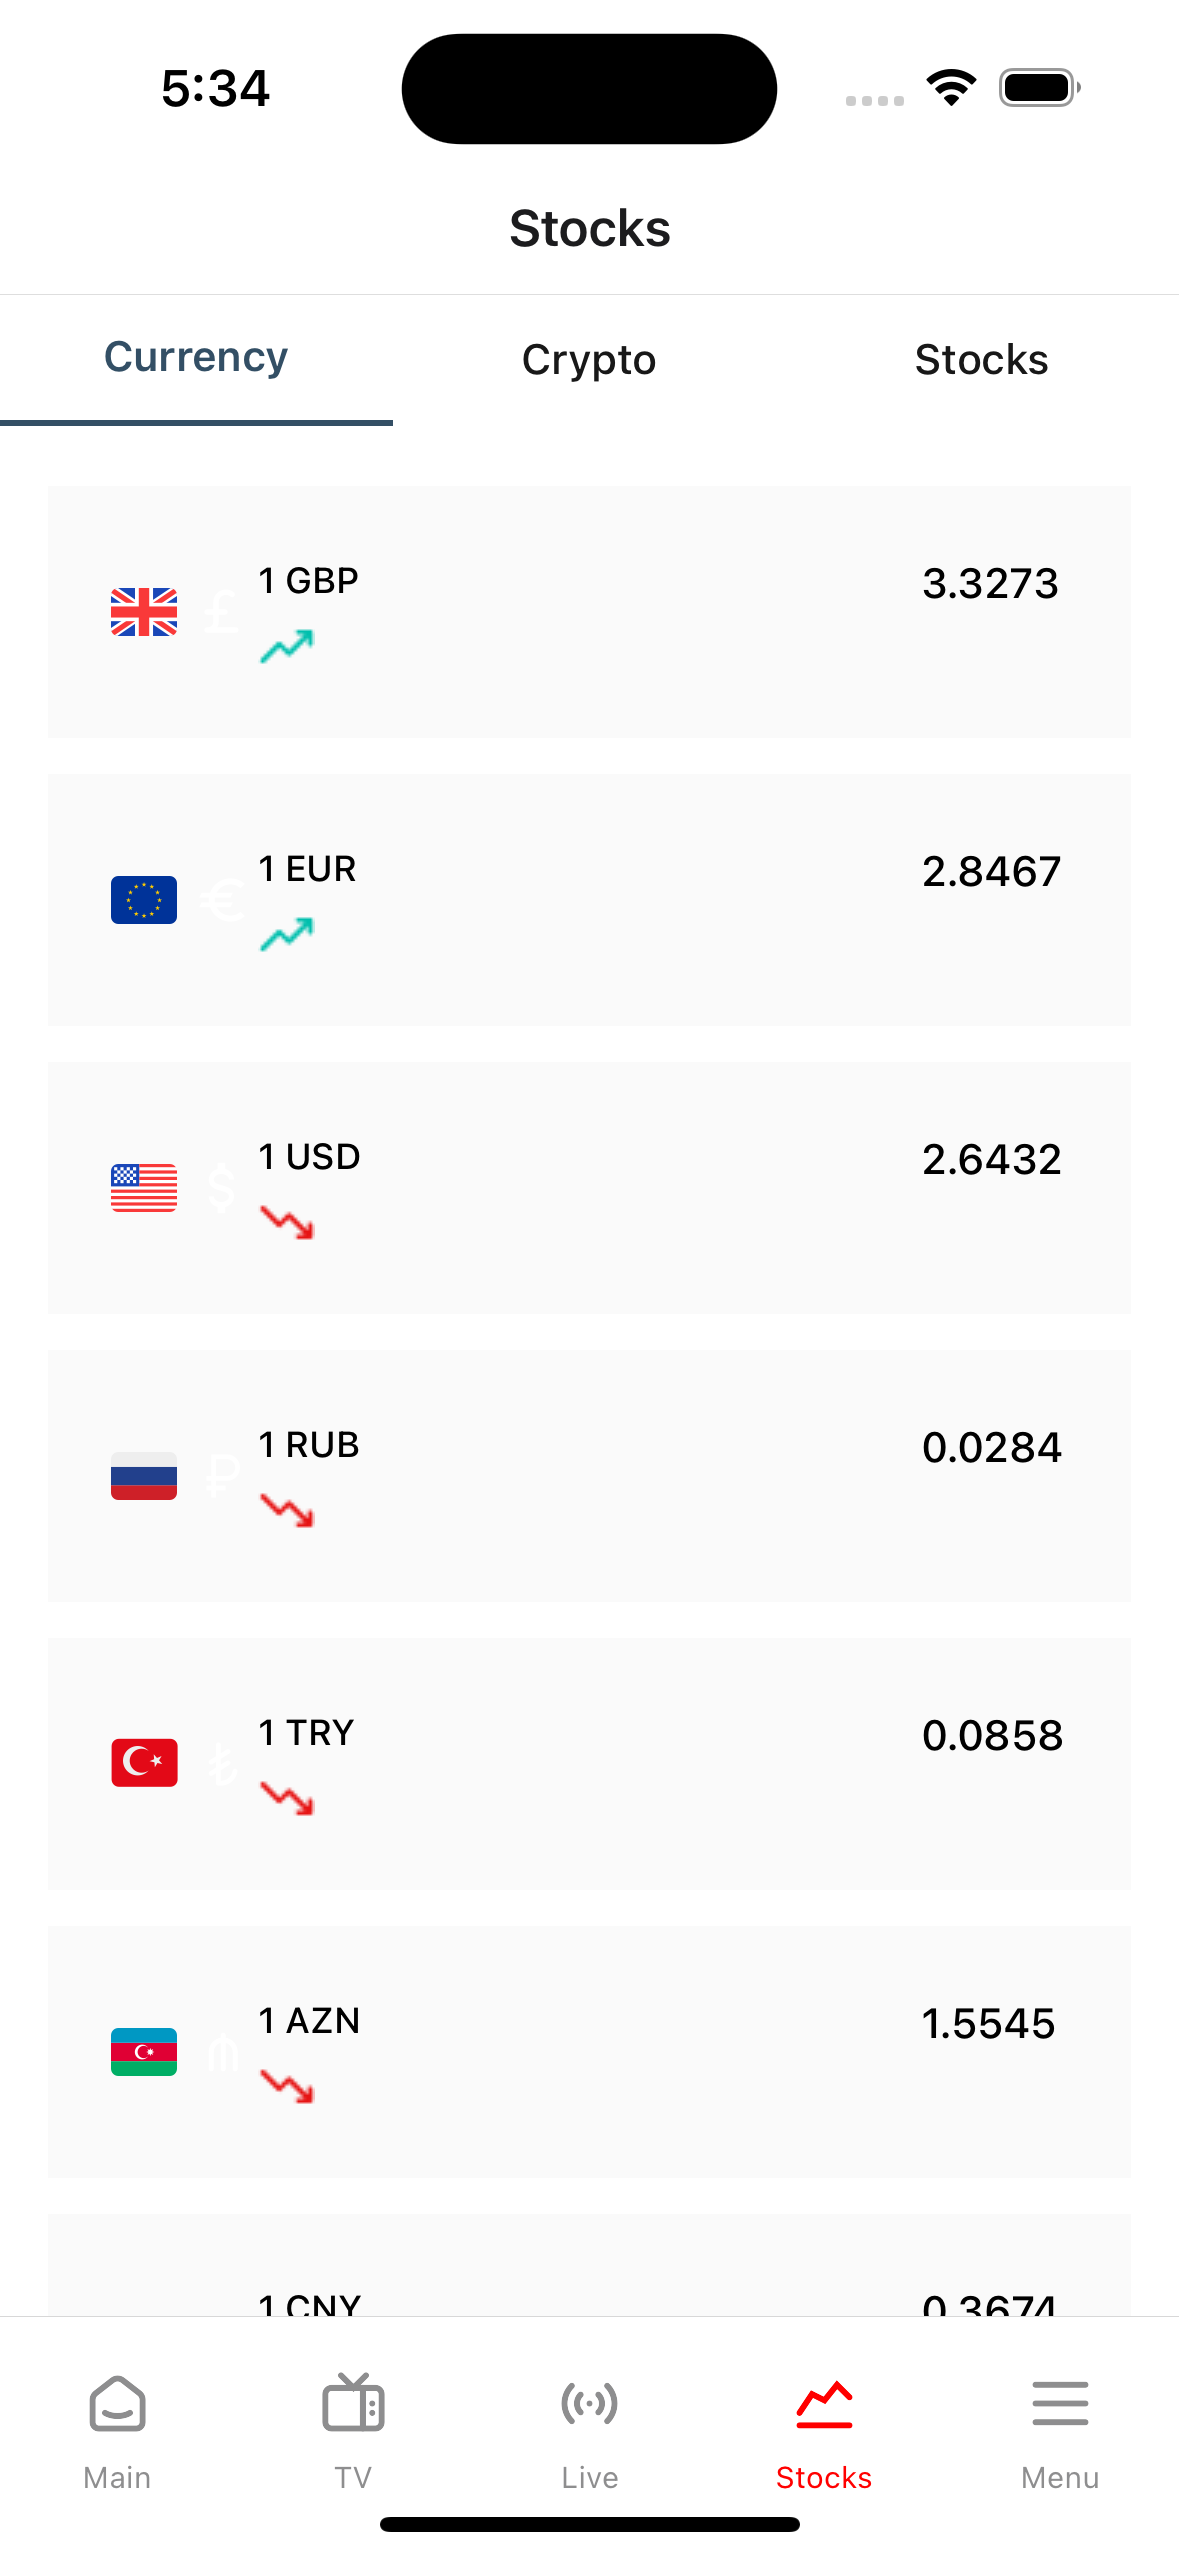 5:34
Stocks
Currency Crypto Stocks
£ 1 GBP 3.3273
€ 1 EUR 2.8467
$ 1 USD 2.6432
₽ 1 RUB 0.0284
₺ 1 TRY 0.0858
₼ 1 AZN 1.5545
1 CNY 0.3674
Main TV Live Stocks Menu